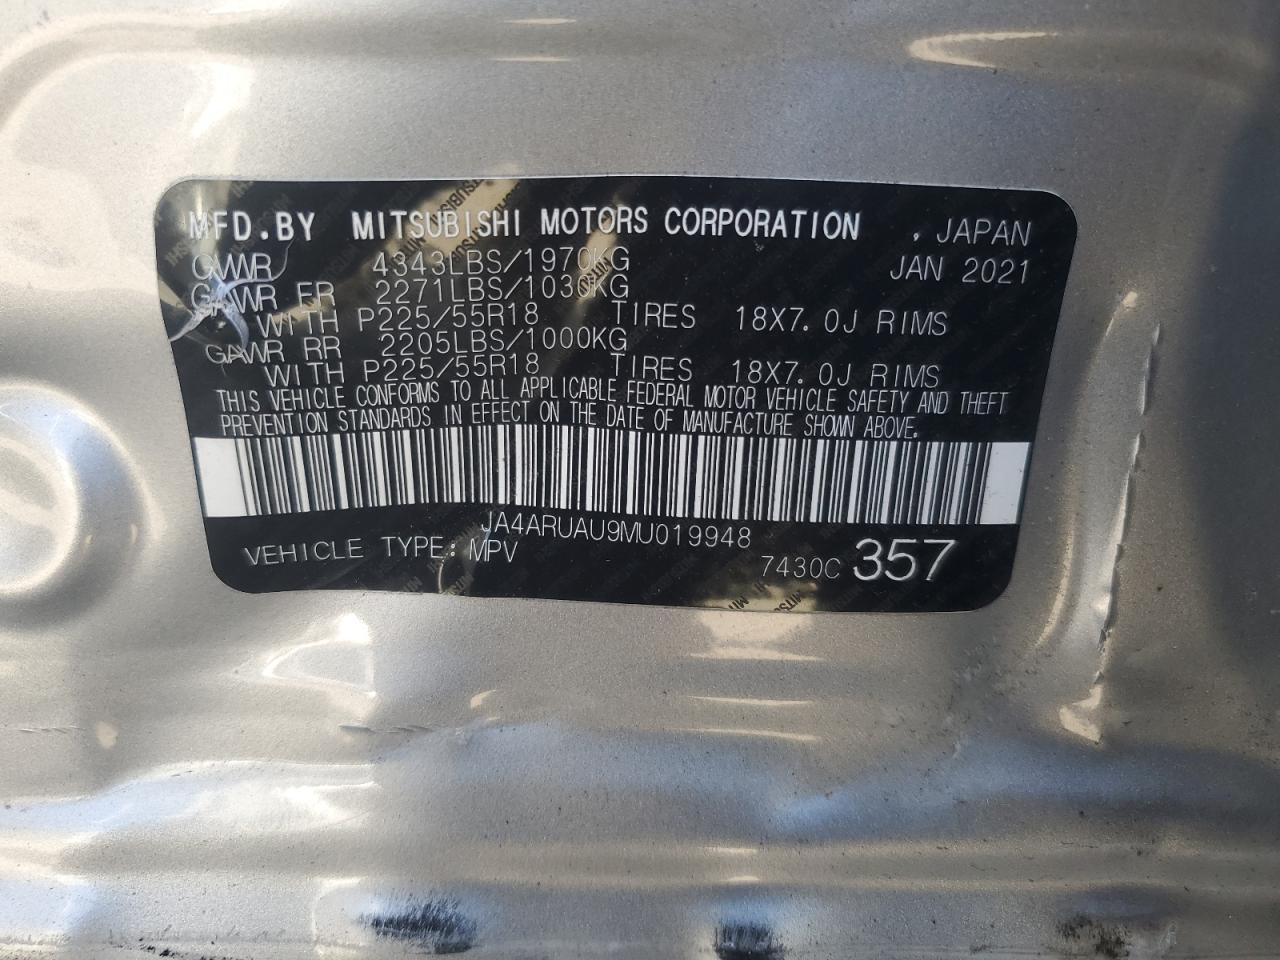 MFD.BY MITSUBISHI MOTORS CORPORATION , JAPAN
GVWR 4343LBS/1970KG JAN 2021
GAWR FR 2271LBS/1030KG
WITH P225/55R18 TIRES 18X7.0J RIMS
GAWR RR 2205LBS/1000KG
WITH P225/55R18 TIRES 18X7.0J RIMS
THIS VEHICLE CONFORMS TO ALL APPLICABLE FEDERAL MOTOR VEHICLE SAFETY AND THEFT
PREVENTION STANDARDS IN EFFECT ON THE DATE OF MANUFACTURE SHOWN ABOVE.
JA4ARUAU9MU019948
VEHICLE TYPE: MPV 7430C 357